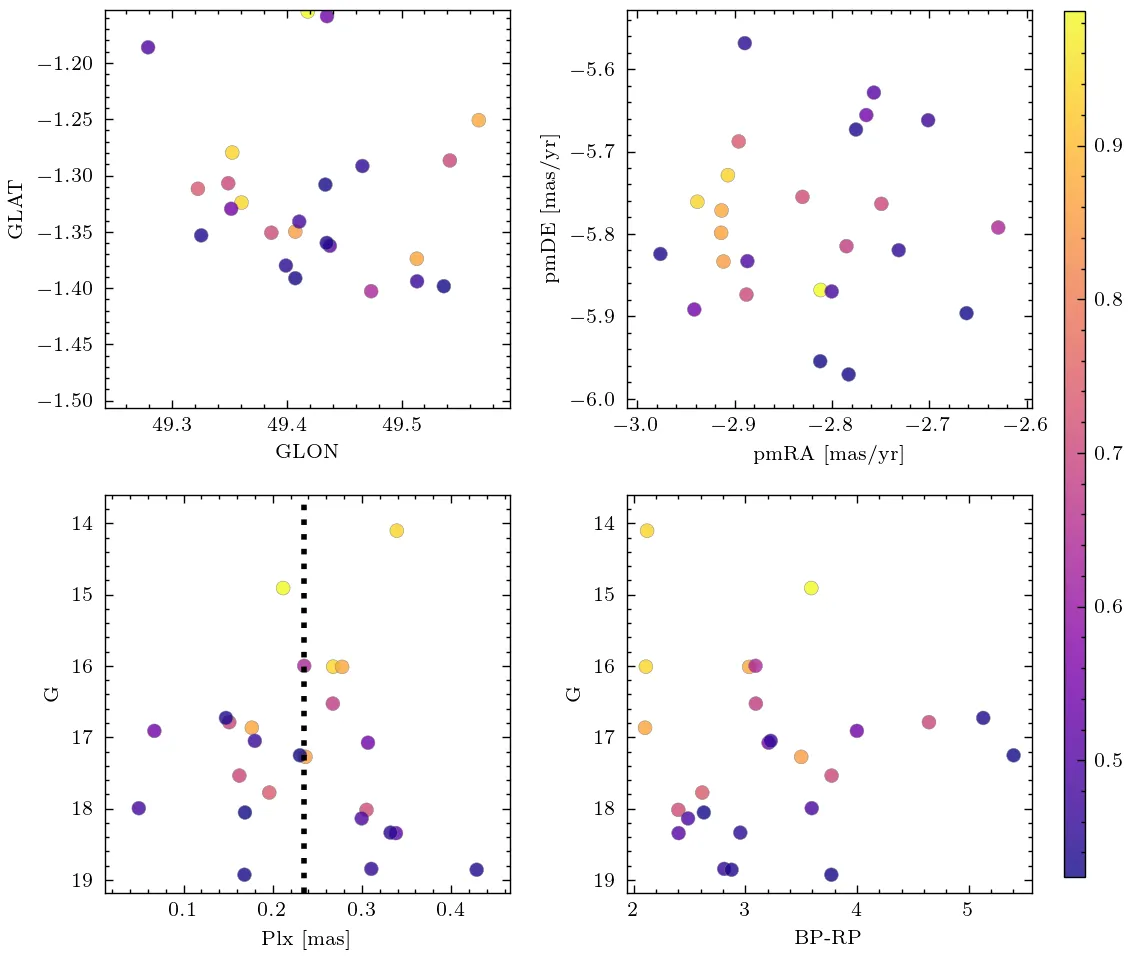 −1.20
−1.25
−1.30
−1.35
−1.40
−1.45
−1.50
GLAT
49.3 49.4 49.5
GLON
−5.6
−5.7
−5.8
−5.9
−6.0
pmDE [mas/yr]
−3.0 −2.9 −2.8 −2.7 −2.6
pmRA [mas/yr]
0.9
0.8
0.7
0.6
0.5
14
15
16
17
18
19
G
0.1 0.2 0.3 0.4
Plx [mas]
14
15
16
17
18
19
G
2 3 4 5
BP-RP